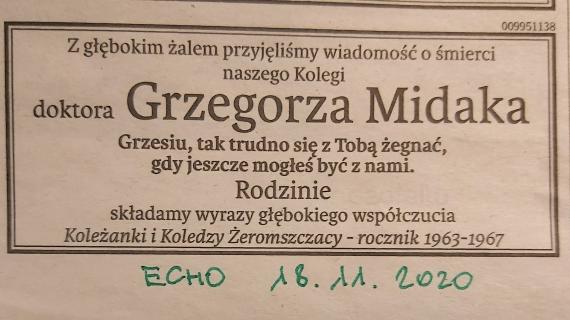 009951138
Z głębokim żalem przyjęliśmy wiadomość o śmierci
naszego Kolegi
doktora Grzegorza Midaka
Grzesiu, tak trudno się z Tobą żegnać,
gdy jeszcze mogłeś być z nami.
Rodzinie
składamy wyrazy głębokiego współczucia
Koleżanki i Koledzy Żeromszczacy - rocznik 1963-1967
ECHO 18.11.2020